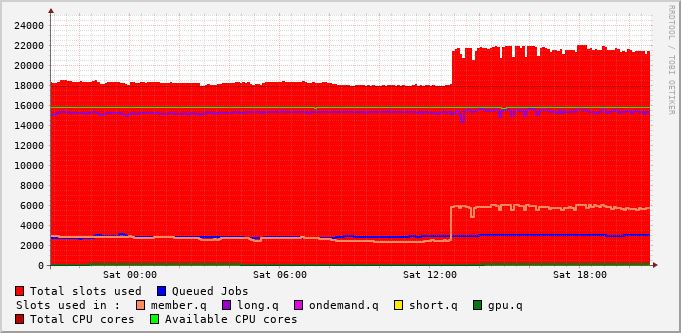 RRDTOOL / TOBI OETIKER
24000
22000
20000
18000
16000
14000
12000
10000
8000
6000
4000
2000
0
Sat 00:00 Sat 06:00 Sat 12:00 Sat 18:00
Total slots used Queued Jobs
Slots used in : member.q long.q ondemand.q short.q gpu.q
Total CPU cores Available CPU cores